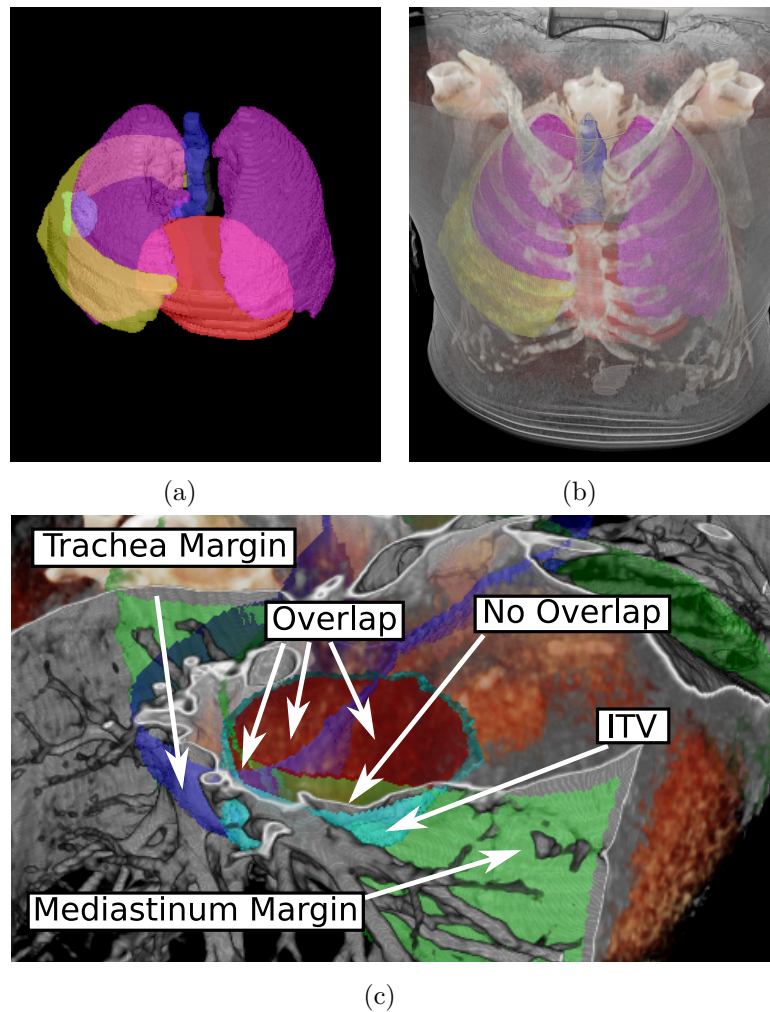 (a)
(b)
Trachea Margin
Overlap
No Overlap
ITV
Mediastinum Margin
(c)